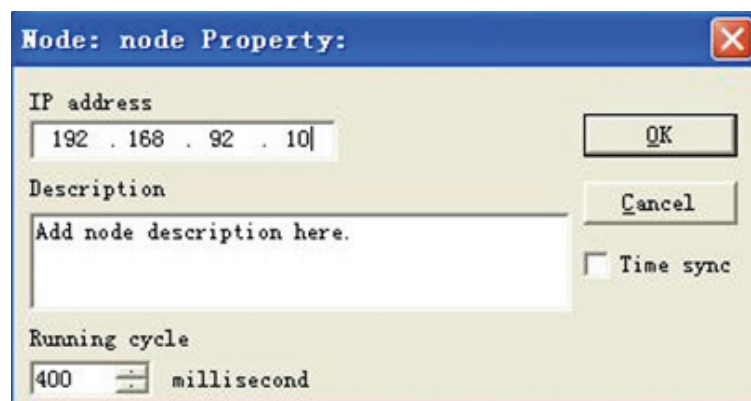 Node: node Property:
IP address
192 . 168 . 92 . 10
OK
Description
Cancel
Add node description here.
Time sync
Running cycle
400 millisecond